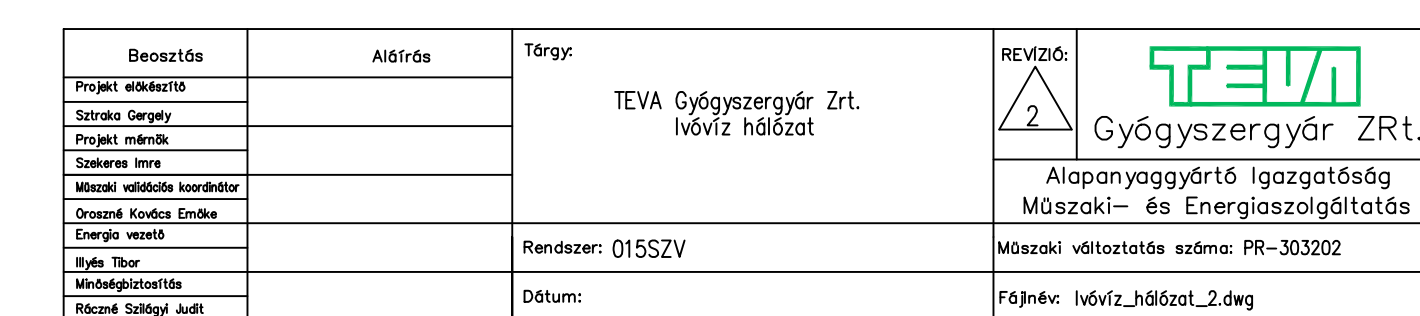 Beosztás
Aláírás
Projekt előkészítő
Sztraka Gergely
Projekt mérnök
Szekeres Imre
Műszaki validációs koordinátor
Oroszné Kovács Emőke
Energia vezető
Illyés Tibor
Minőségbiztosítás
Ráczné Szilágyi Judit
Tárgy:
TEVA Gyógyszergyár Zrt.
Ivóvíz hálózat
Rendszer: 015SZV
Dátum:
REVÍZIÓ:
2
TEVA
Gyógyszergyár ZRt.
Alapanyaggyártó Igazgatóság
Műszaki– és Energiaszolgáltatás
Műszaki változtatás száma: PR–303202
Fájlnév: Ivóvíz_hálózat_2.dwg